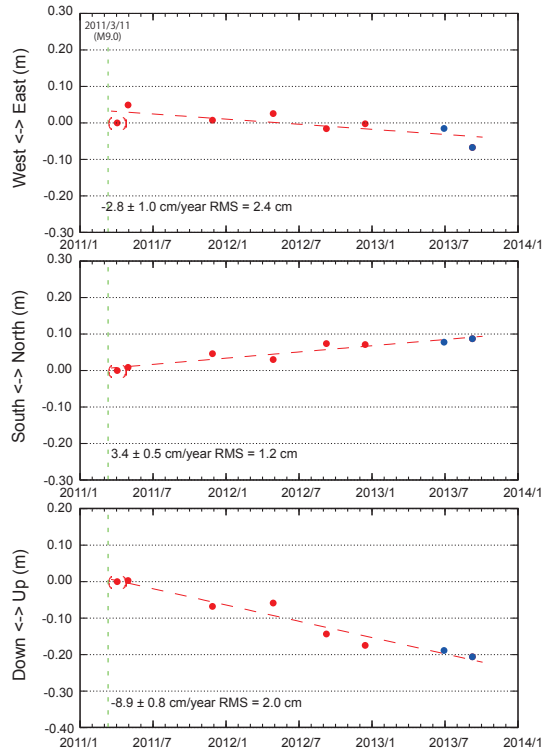 2011/3/11
(M9.0)
West <-> East (m)
0.30
0.20
0.10
0.00
-0.10
-0.20
0.30
-2.8 ± 1.0 cm/year RMS = 2.4 cm
2011/1 2011/7 2012/1 2012/7 2013/1 2013/7 2014/1
South <-> North (m)
0.30
0.20
0.10
0.00
-0.10
-0.20
-0.30
3.4 ± 0.5 cm/year RMS = 1.2 cm
2011/1 2011/7 2012/1 2012/7 2013/1 2013/7 2014/1
Down <-> Up (m)
0.20
0.10
0.00
-0.10
-0.20
-0.30
-0.40
-8.9 ± 0.8 cm/year RMS = 2.0 cm
2011/1 2011/7 2012/1 2012/7 2013/1 2013/7 2014/1